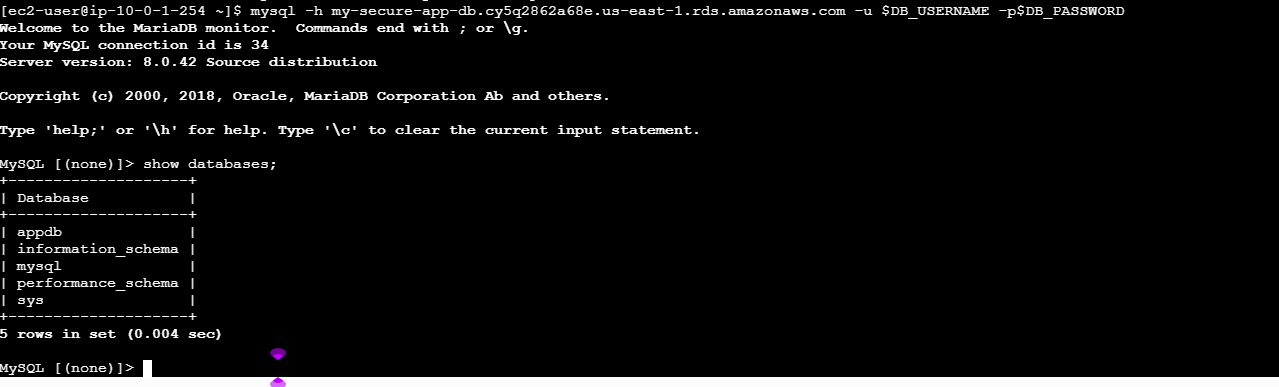 [ec2-user@ip-10-0-1-254 ~]$ mysql -h my-secure-app-db.cy5q2862a68e.us-east-1.rds.amazonaws.com -u $DB_USERNAME -p$DB_PASSWORD
Welcome to the MariaDB monitor.  Commands end with ; or \g.
Your MySQL connection id is 34
Server version: 8.0.42 Source distribution

Copyright (c) 2000, 2018, Oracle, MariaDB Corporation Ab and others.

Type 'help;' or '\h' for help. Type '\c' to clear the current input statement.

MySQL [(none)]> show databases;
+--------------------+
| Database           |
+--------------------+
| appdb              |
| information_schema |
| mysql              |
| performance_schema |
| sys                |
+--------------------+
5 rows in set (0.004 sec)

MySQL [(none)]>